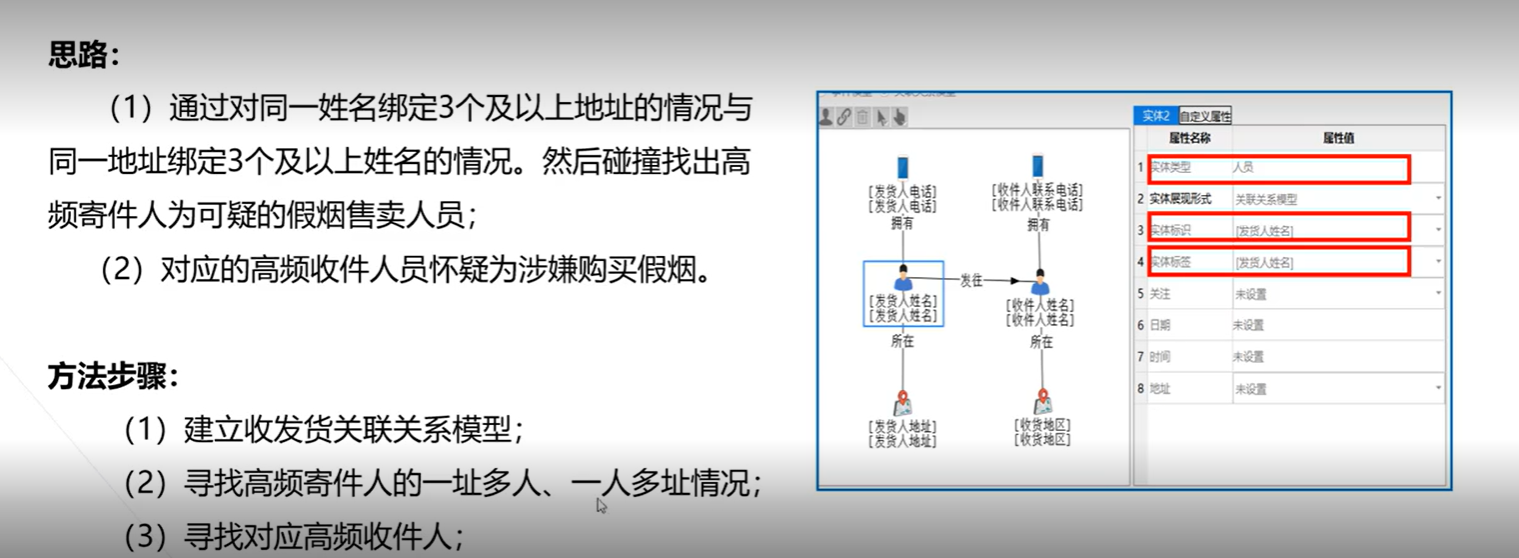 思路：
（1）通过对同一姓名绑定3个及以上地址的情况与
同一地址绑定3个及以上姓名的情况。然后碰撞找出高
频寄件人为可疑的假烟售卖人员；
（2）对应的高频收件人员怀疑为涉嫌购买假烟。
方法步骤：
（1）建立收发货关联关系模型；
（2）寻找高频寄件人的一址多人、一人多址情况；
（3）寻找对应高频收件人；
[发货人电话]
[发货人电话]
拥有
[收件人联系电话]
[收件人联系电话]
拥有
[发货人姓名]
[发货人姓名]
发往
[收件人姓名]
[收件人姓名]
所在
所在
[发货人地址]
[发货人地址]
[收货地区]
[收货地区]
实体2 自定义属性
属性名称 属性值
1 实体类型 人员
2 实体展现形式 关联关系模型
3 实体标识 [发货人姓名]
4 实体标签 [发货人姓名]
5 关注 未设置
6 日期 未设置
7 时间 未设置
8 地址 未设置